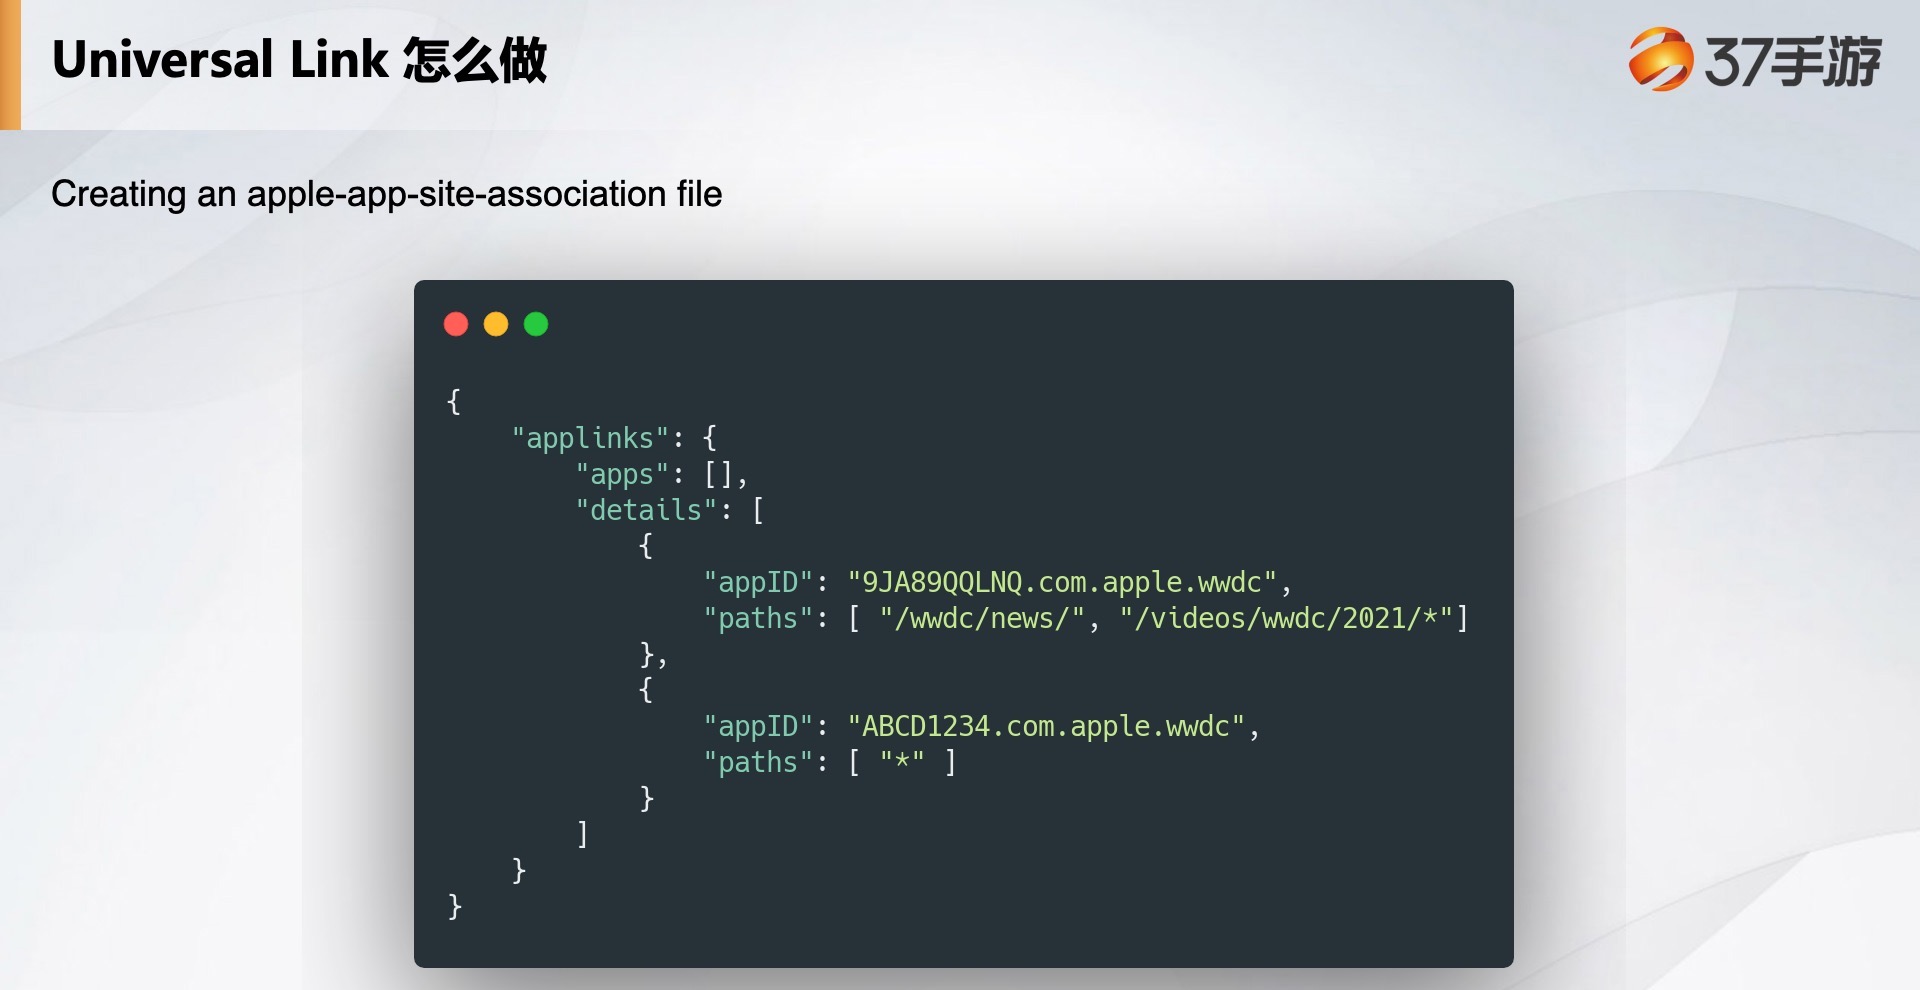 Universal Link 怎么做
37手游
Creating an apple-app-site-association file
{
    "applinks": {
        "apps": [],
        "details": [
            {
                "appID": "9JA89QQLNQ.com.apple.wwdc",
                "paths": [ "/wwdc/news/", "/videos/wwdc/2021/*"]
            },
            {
                "appID": "ABCD1234.com.apple.wwdc",
                "paths": [ "*" ]
            }
        ]
    }
}